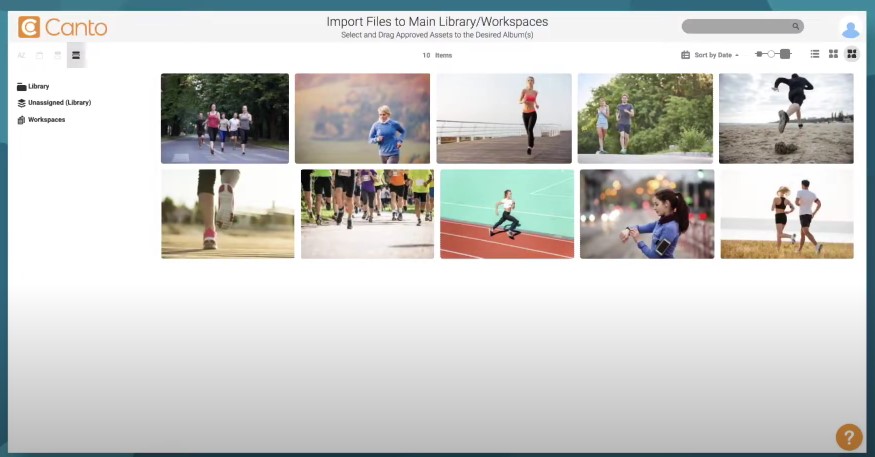 Canto
Import Files to Main Library/Workspaces
Select and Drag Approved Assets to the Desired Album(s)
AZ
10 Items
Sort by Date
Library
Unassigned (Library)
Workspaces
?